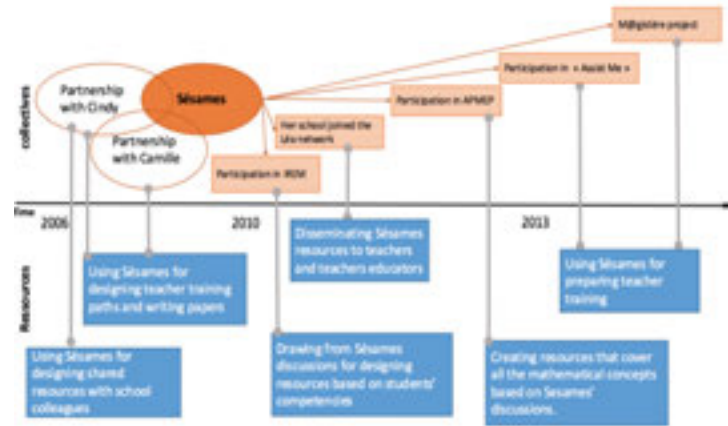 M@gistère project
Participation in « Assist Me »
Partnership
with Cindy
Sésames
Participation in APMEP
Partnership
with Camille
Her school joined the
network
Participation in IREM
collectives
Time
2006
2010
2013
Ressources
Using Sésames for
designing teacher training
paths and writing papers
Disseminating Sésames
resources to teachers
and teachers educators
Using Sésames for
preparing teacher
training
Using Sésames for
designing shared
resources with school
colleagues
Drawing from Sésames
discussions for designing
resources based on students'
competencies
Creating resources that cover
all the mathematical concepts
based on Sesames'
discussions.